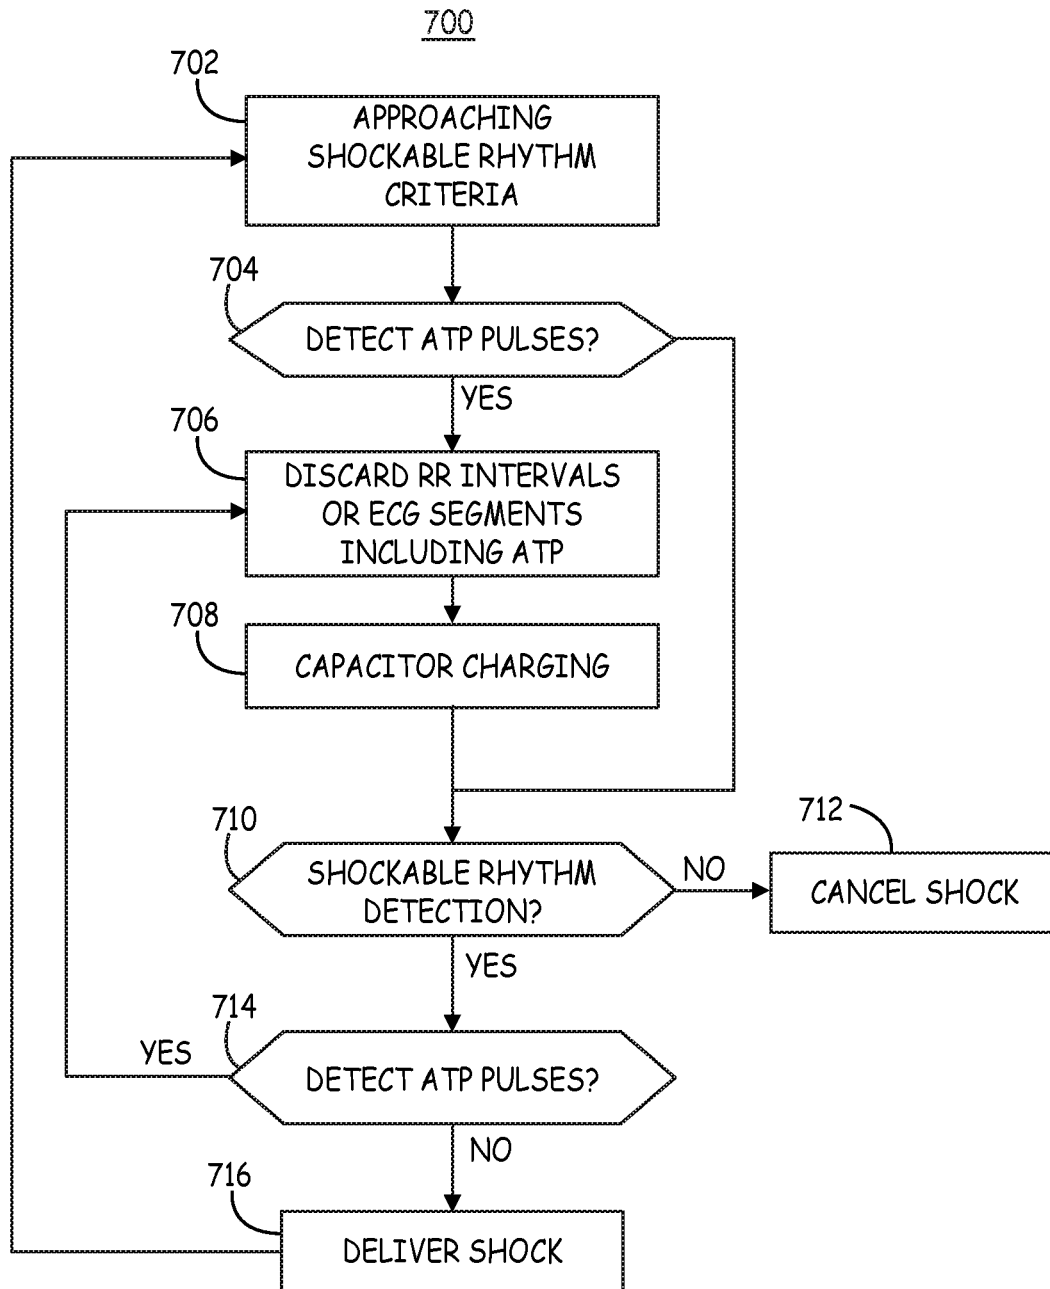 700
702
APPROACHING
SHOCKABLE RHYTHM
CRITERIA
704
DETECT ATP PULSES?
YES
706
DISCARD RR INTERVALS
OR ECG SEGMENTS
INCLUDING ATP
708
CAPACITOR CHARGING
710
SHOCKABLE RHYTHM
DETECTION?
NO
712
CANCEL SHOCK
YES
714
YES
DETECT ATP PULSES?
NO
716
DELIVER SHOCK